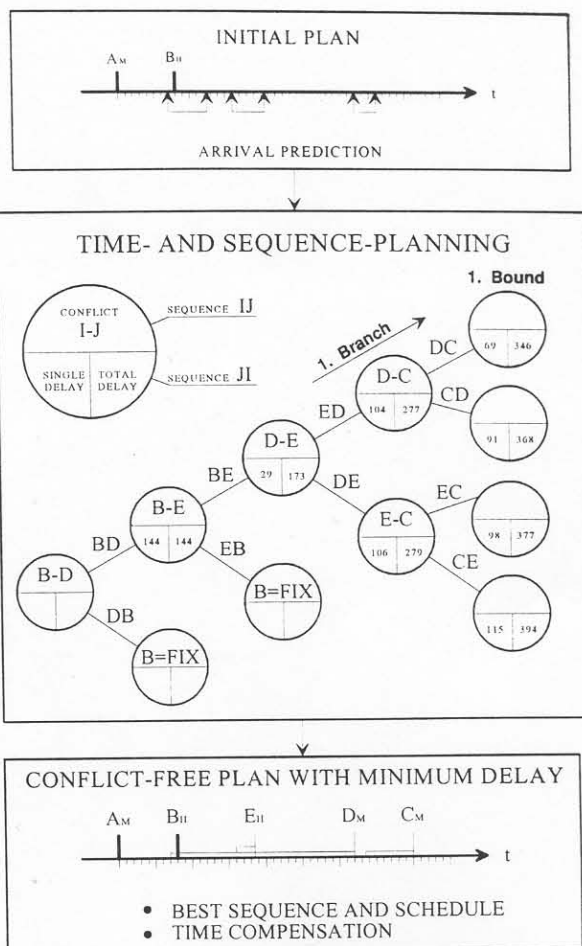 INITIAL PLAN
AM BH
t
ARRIVAL PREDICTION
TIME- AND SEQUENCE-PLANNING
1. Bound
CONFLICT
I-J
SEQUENCE IJ
SINGLE DELAY
TOTAL DELAY
SEQUENCE JI
1. Branch
DC
69 346
D-C
104 277
CD
91 368
ED
D-E
29 173
BE
DE
EC
98 377
E-C
106 279
CE
115 394
B-E
144 144
BD
EB
B=FIX
B-D
DB
B=FIX
CONFLICT-FREE PLAN WITH MINIMUM DELAY
AM BH EH DM CM
t
• BEST SEQUENCE AND SCHEDULE
• TIME COMPENSATION